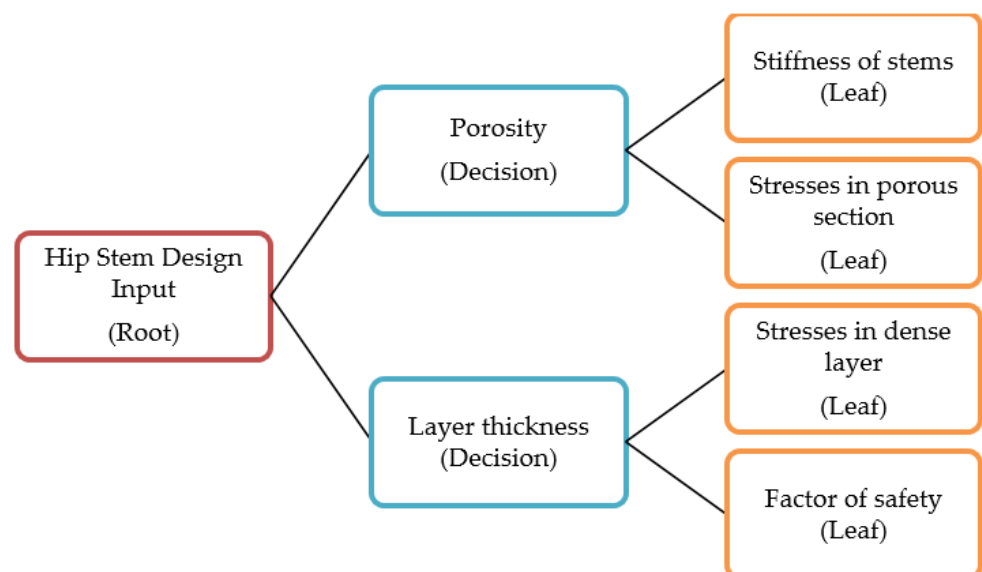 Hip Stem Design
Input
(Root)
Porosity
(Decision)
Layer thickness
(Decision)
Stiffness of stems
(Leaf)
Stresses in porous
section
(Leaf)
Stresses in dense
layer
(Leaf)
Factor of safety
(Leaf)